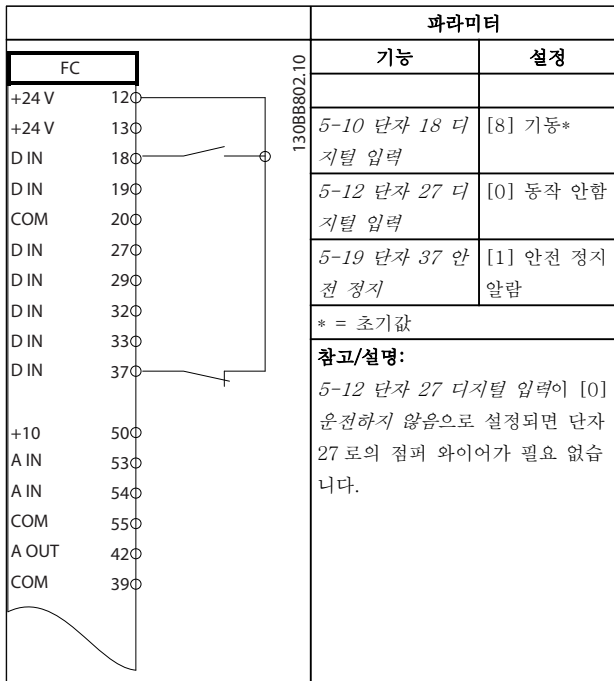 FC
+24 V 12
+24 V 13
D IN 18
D IN 19
COM 20
D IN 27
D IN 29
D IN 32
D IN 33
D IN 37
+10 50
A IN 53
A IN 54
COM 55
A OUT 42
COM 39
130BB802.10
파라미터
기능 설정
5-10 단자 18 디 [8] 기동*
지털 입력
5-12 단자 27 디 [0] 동작 안함
지털 입력
5-19 단자 37 안 [1] 안전 정지
전 정지 알람
* = 초기값
참고/설명:
5-12 단자 27 디지털 입력이 [0]
운전하지 않음으로 설정되면 단자
27 로의 점퍼 와이어가 필요 없습
니다.